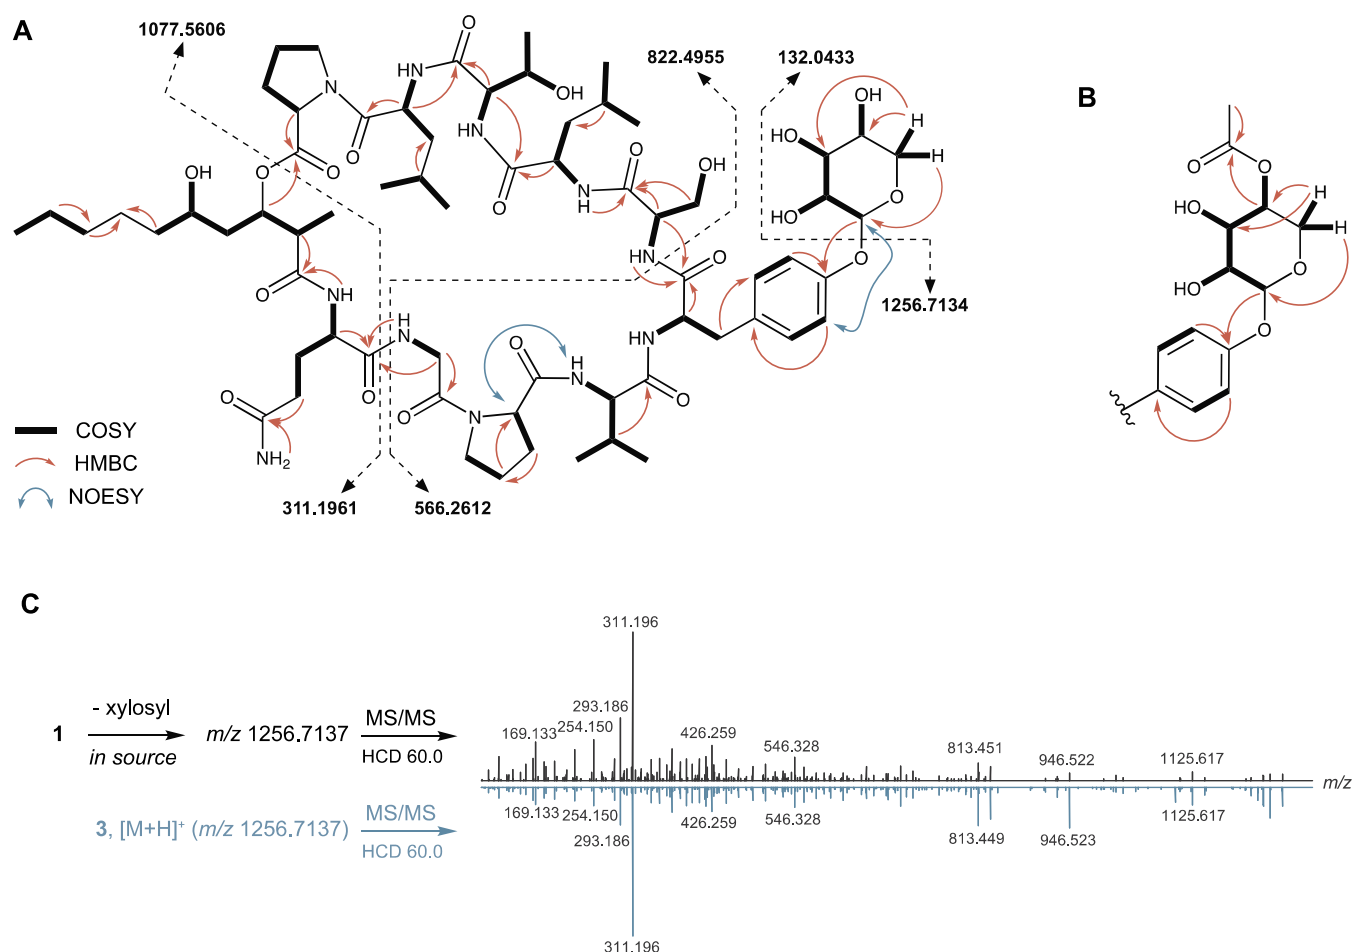 A
1077.5606
822.4955
132.0433
B
O
N
O
HN
O
OH
NH
O
O
O
N
H
O
HO
OH
HO
HO
H
H
O
O
HN
O
OH
O
O
NH
O
NH2
O
H
N
O
N
O
H
N
O
HN
1256.7134
O
O
HO
HO
H
H
O
O
COSY
HMBC
NOESY
311.1961
566.2612
C
311.196
293.186
169.133
254.150
426.259
546.328
813.451
946.522
1125.617
1
- xylosyl
in source
m/z 1256.7137
MS/MS
HCD 60.0
m/z
3, [M+H]+ (m/z 1256.7137)
MS/MS
HCD 60.0
169.133
254.150
293.186
426.259
546.328
813.449
946.523
1125.617
311.196